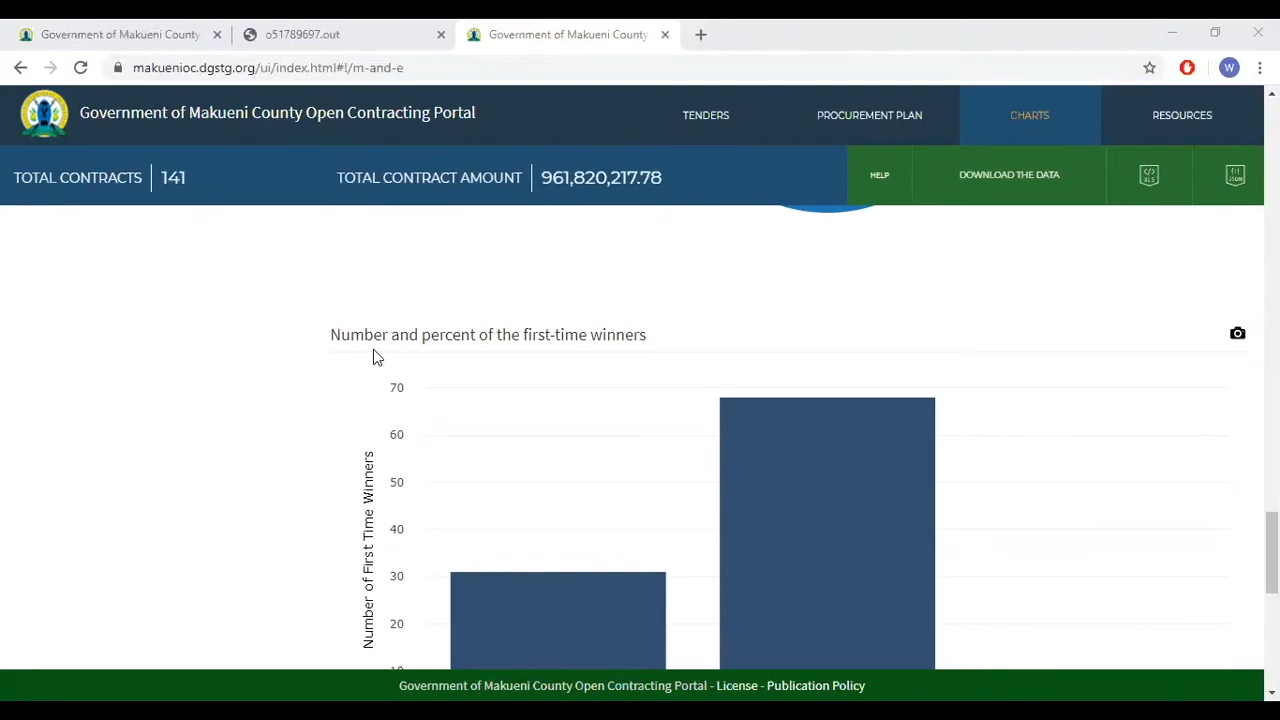 Government of Makueni County
o51789697.out
Government of Makueni County
makuenioc.dgstg.org/ui/index.html#!/m-and-e
W
Government of Makueni County Open Contracting Portal
TENDERS
PROCUREMENT PLAN
CHARTS
RESOURCES
TOTAL CONTRACTS 141
TOTAL CONTRACT AMOUNT 961,820,217.78
HELP
DOWNLOAD THE DATA
XLS
JSON
Number and percent of the first-time winners
70
60
50
40
30
20
Number of First Time Winners
Government of Makueni County Open Contracting Portal - License - Publication Policy